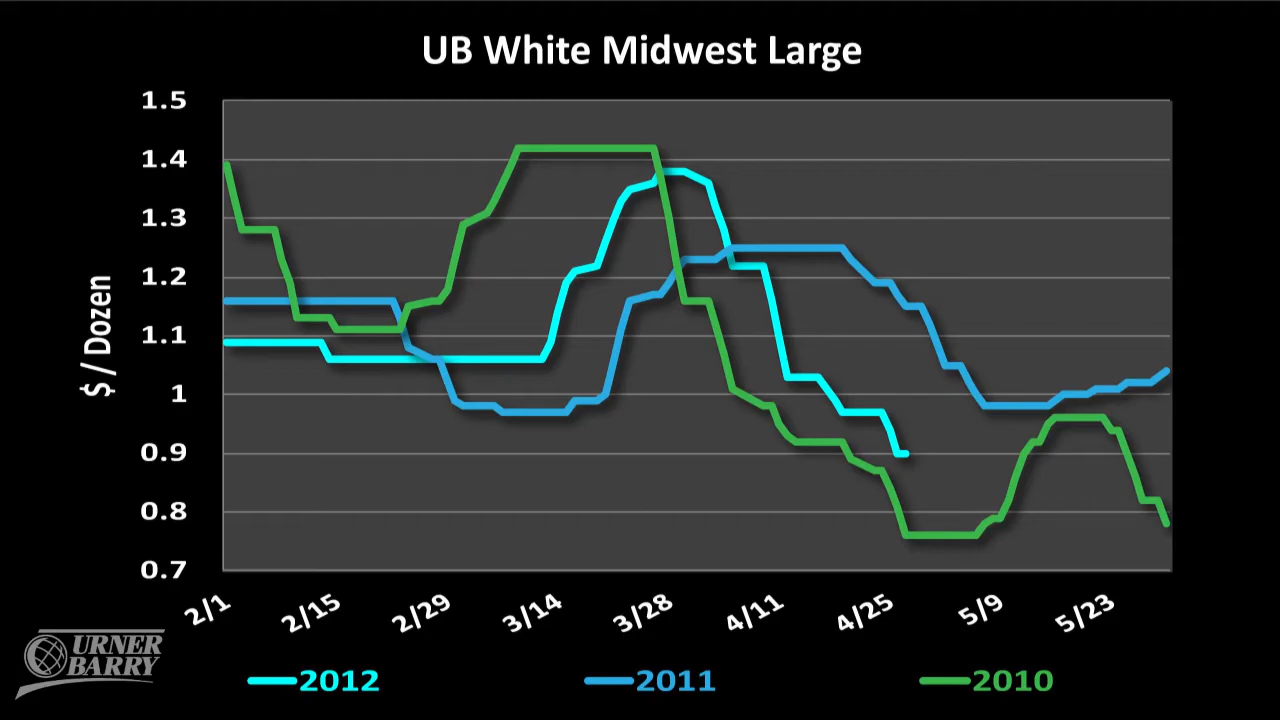 UB White Midwest Large
$ / Dozen
1.5
1.4
1.3
1.2
1.1
1
0.9
0.8
0.7
2/1 2/15 2/29 3/14 3/28 4/11 4/25 5/9 5/23
2012 2011 2010
URNER
BARRY